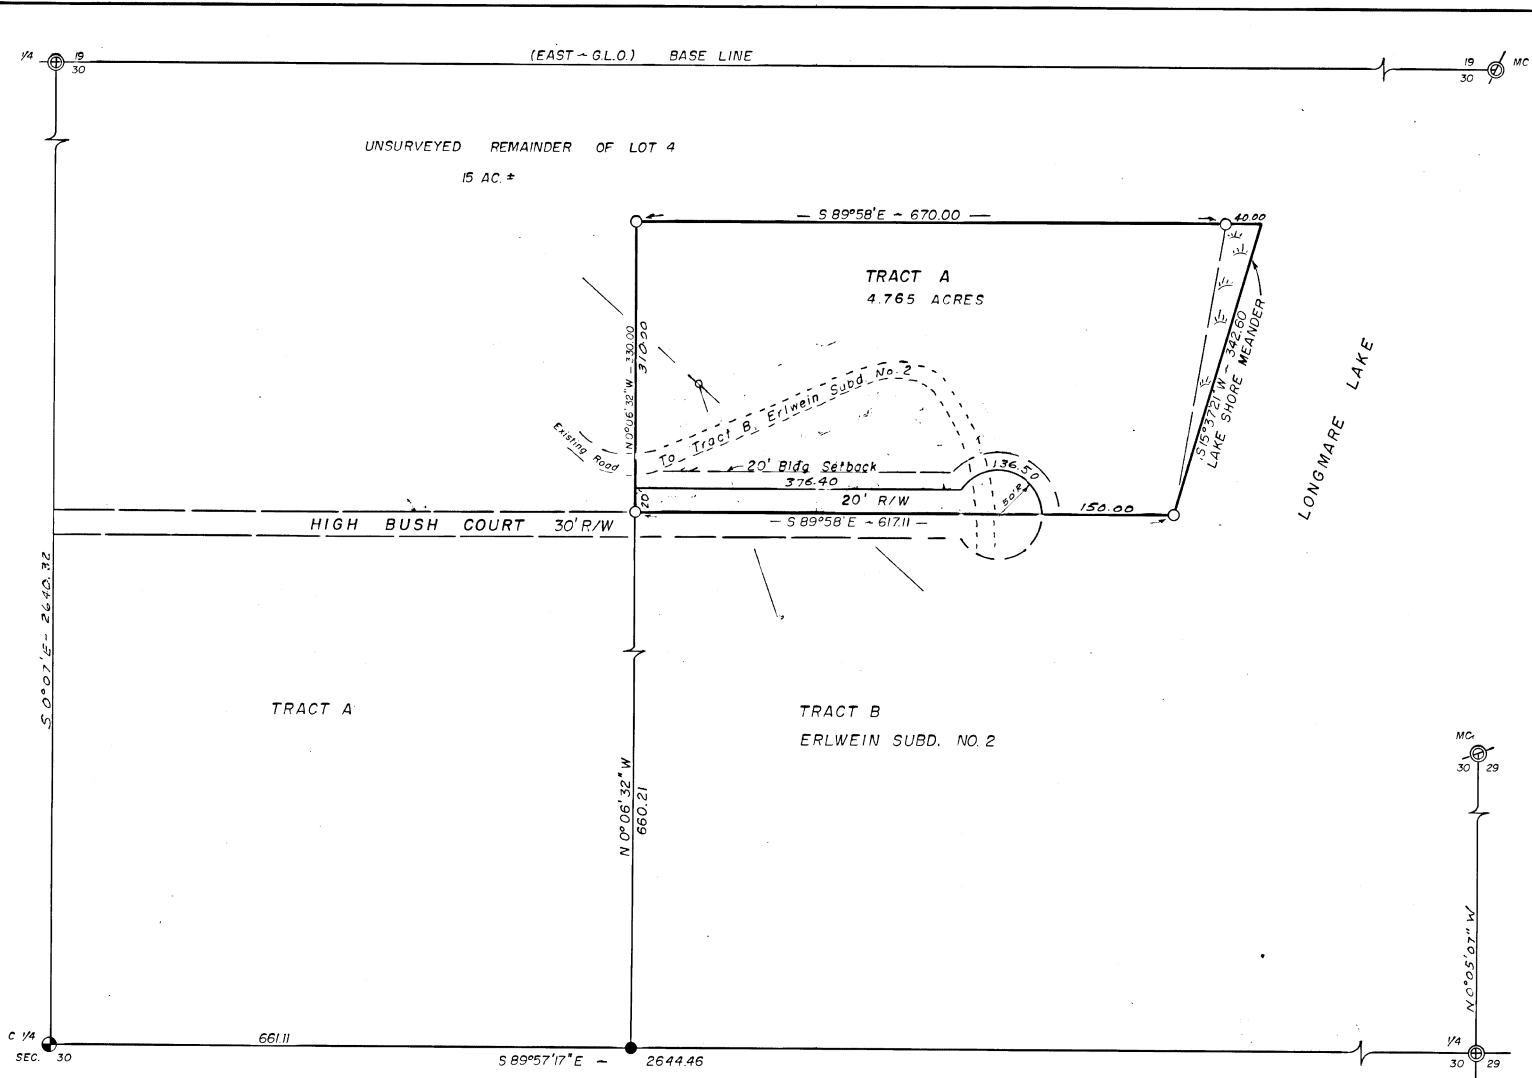 1/4 19 (EAST ~ G.L.O.) BASE LINE 19 MC
30 30
UNSURVEYED REMAINDER OF LOT 4
15 AC. ±
S 89°58'E ~ 670.00
40.00
TRACT A
4.765 ACRES
N 0°06'32"W - 330.00
310.00
S 15°37'21"W ~ 342.60
LAKE SHORE MEANDER
LONGMARE LAKE
Existing Road
To Tract B, Erlwein Subd. No. 2
20' Bldg Setback
136.50
376.40
50'R
20'
20' R/W
150.00
HIGH BUSH COURT 30' R/W
S 89°58'E ~ 617.11
S 0°07'E - 2640.32
TRACT A
TRACT B
ERLWEIN SUBD. NO. 2
N 0°06'32"W
660.21
MC
30 29
N 0°05'07"W
C 1/4
SEC. 30
661.11
S 89°57'17"E - 2644.46
1/4
30 29